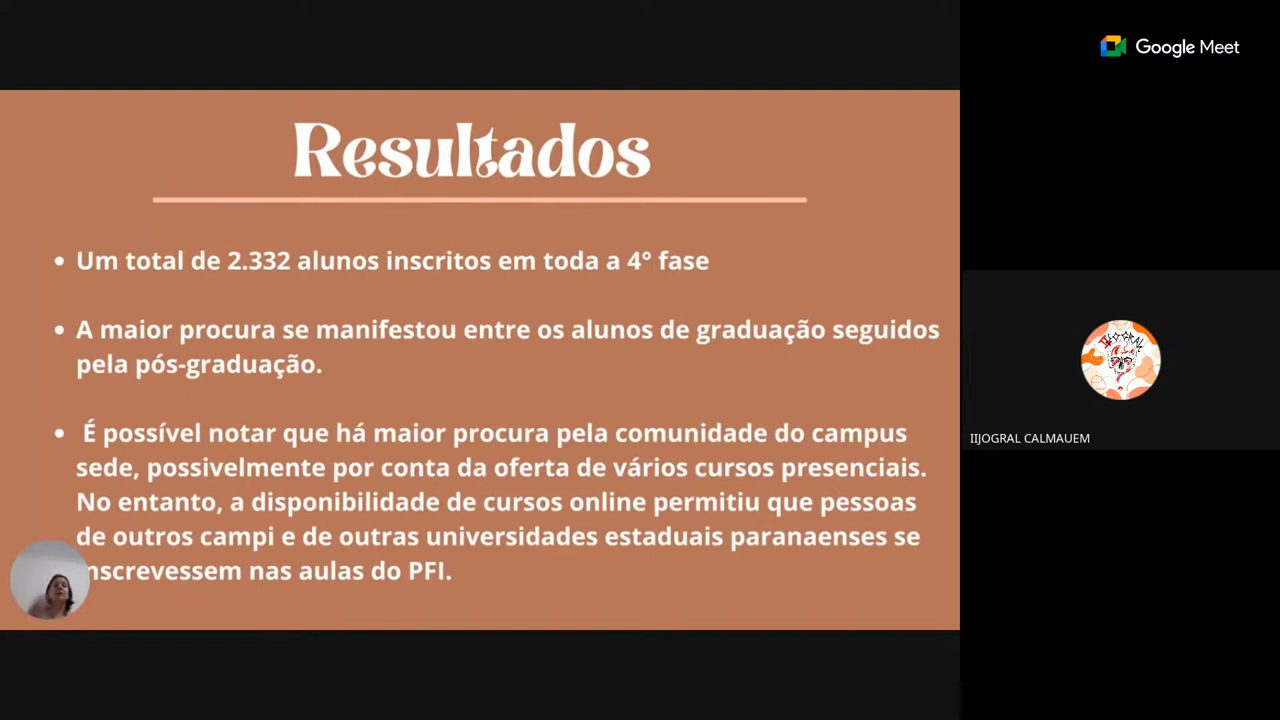 Google Meet
Resultados
Um total de 2.332 alunos inscritos em toda a 4° fase
A maior procura se manifestou entre os alunos de graduação seguidos
pela pós-graduação.
É possível notar que há maior procura pela comunidade do campus
sede, possivelmente por conta da oferta de vários cursos presenciais.
No entanto, a disponibilidade de cursos online permitiu que pessoas
de outros campi e de outras universidades estaduais paranaenses se
nscrevessem nas aulas do PFI.
IIJOGRAL CALMAUEM